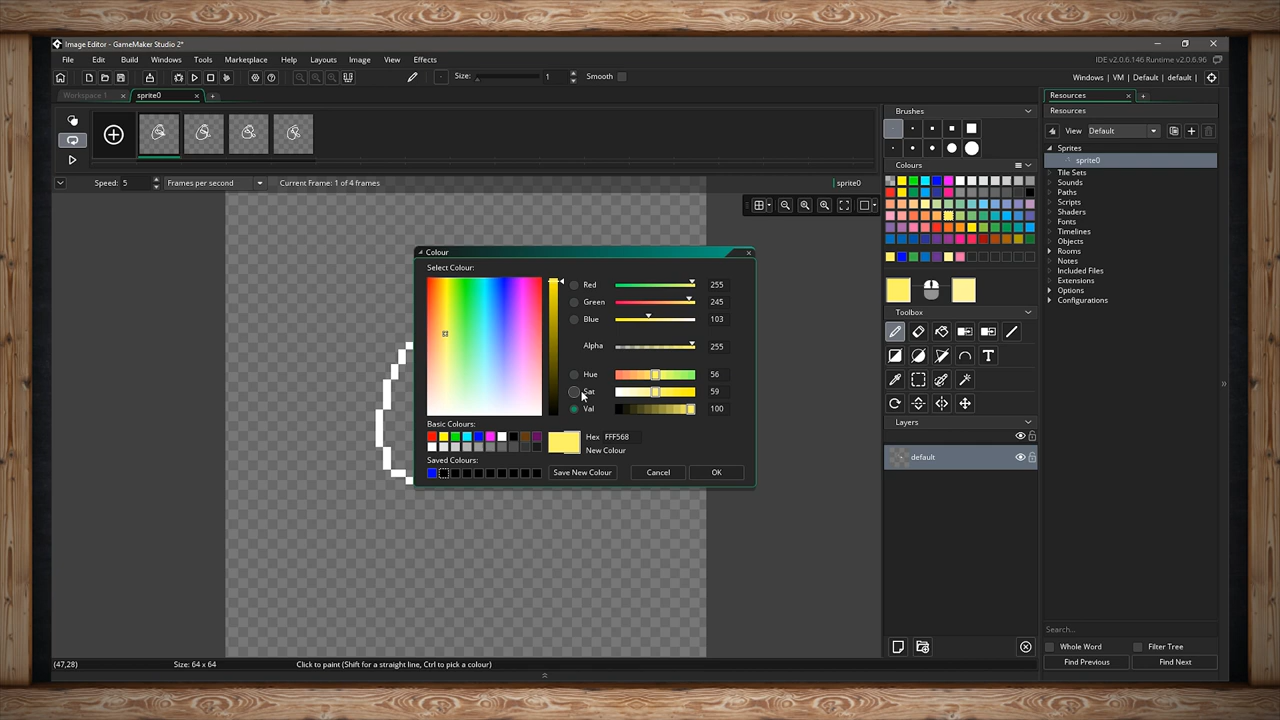 Image Editor - GameMaker Studio 2*
File Edit Build Windows Tools Marketplace Help Layouts Image View Effects
IDE v2.0.6.146 Runtime v2.0.6.96
Size: 1 Smooth
Windows | VM | Default | default |
Workspace 1 sprite0
Resources
Brushes
Resources
View Default
Sprites
sprite0
Tile Sets
Sounds
Paths
Scripts
Shaders
Fonts
Timelines
Objects
Rooms
Notes
Included Files
Extensions
Options
Configurations
Colours
Speed: 5 Frames per second Current Frame: 1 of 4 frames sprite0
Colour
Select Colour:
Red 255
Green 245
Blue 103
Alpha 255
Hue 56
Sat 59
Val 100
Basic Colours:
Hex FFF568
New Colour
Saved Colours:
Save New Colour Cancel OK
Toolbox
T
Layers
default
Search...
Whole Word Filter Tree
Find Previous Find Next
(47,28) Size: 64 x 64 Click to paint (Shift for a straight line, Ctrl to pick a colour)